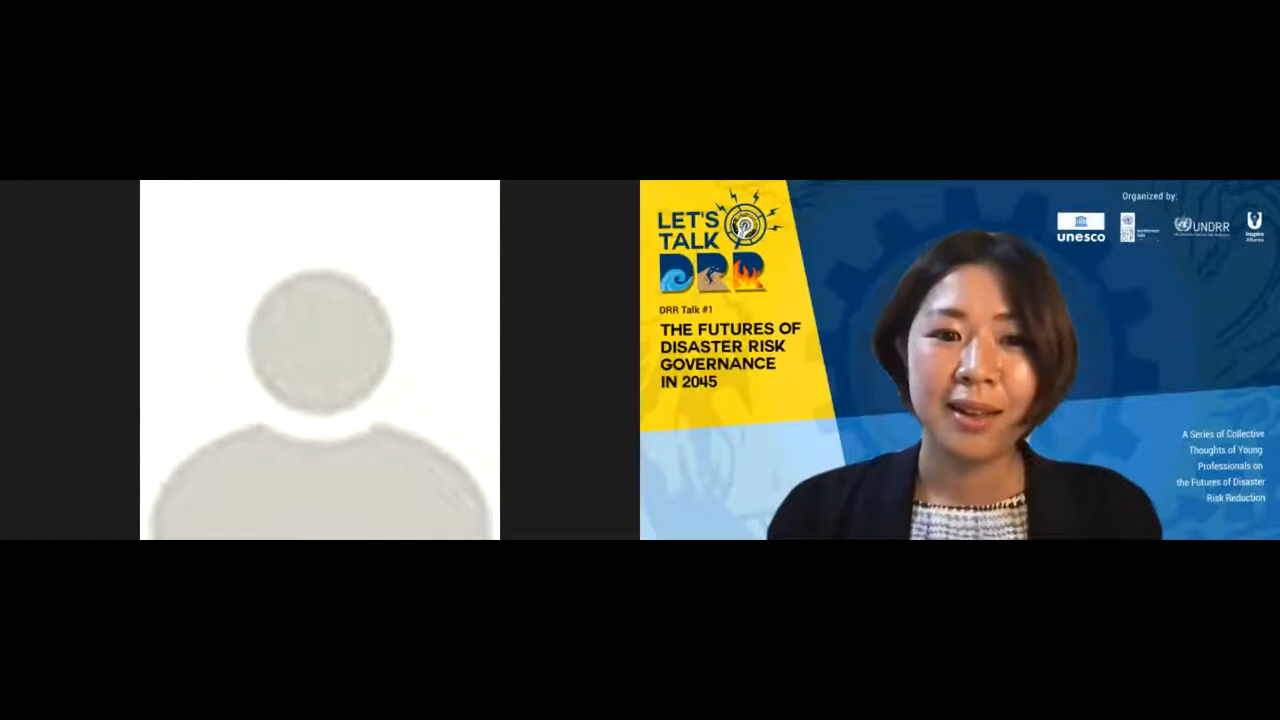 LET'S
TALK
DRR
DRR Talk #1
THE FUTURES OF
DISASTER RISK
GOVERNANCE
IN 2045
Organized by:
unesco
UNDRR
Inspire
A Series of Collective
Thoughts of Young
Professionals on
the Futures of Disaster
Risk Reduction